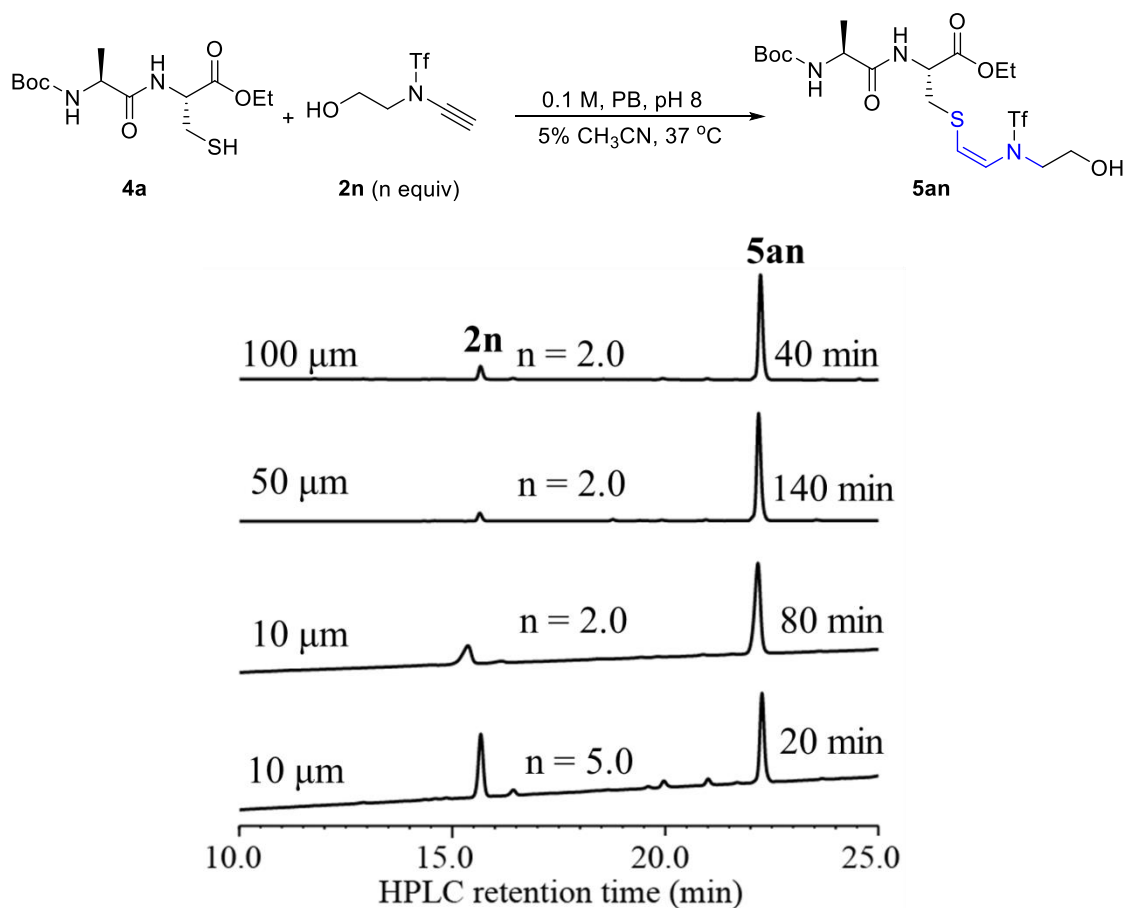 Boc
N
H
O
H
N
O
OEt
SH
4a
+
HO
N
Tf
2n (n equiv)
0.1 M, PB, pH 8
5% CH₃CN, 37 ᵒC
Boc
N
H
O
H
N
O
OEt
S
Tf
N
OH
5an
5an
100 μm
2n
n = 2.0
40 min
50 μm
n = 2.0
140 min
10 μm
n = 2.0
80 min
10 μm
n = 5.0
20 min
10.0 15.0 20.0 25.0
HPLC retention time (min)